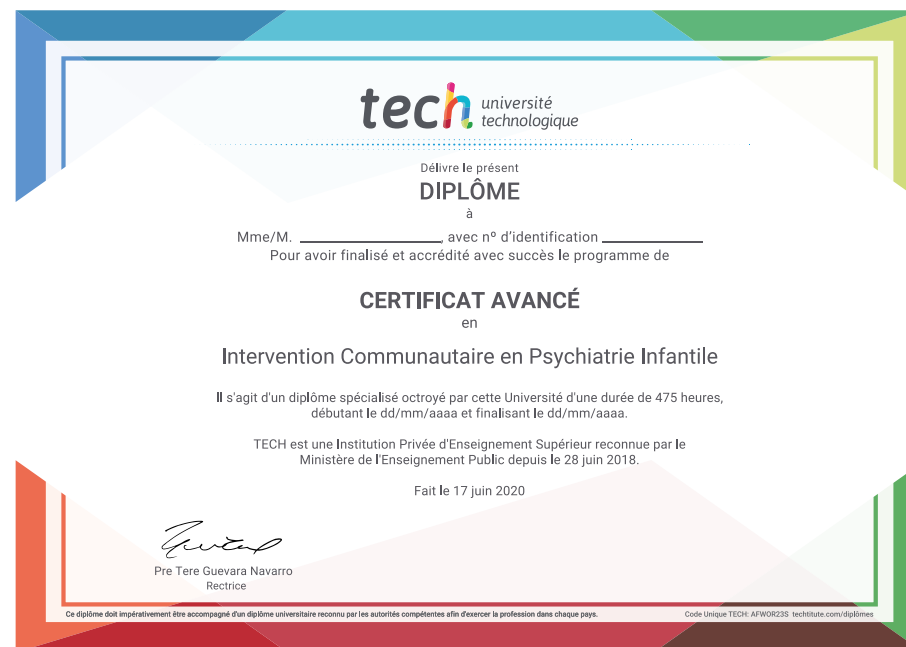 tech université
technologique
Délivre le présent
DIPLÔME
à
Mme/M. ____________________, avec nº d'identification ______________
Pour avoir finalisé et accrédité avec succès le programme de
CERTIFICAT AVANCÉ
en
Intervention Communautaire en Psychiatrie Infantile
Il s'agit d'un diplôme spécialisé octroyé par cette Université d'une durée de 475 heures,
débutant le dd/mm/aaaa et finalisant le dd/mm/aaaa.
TECH est une Institution Privée d'Enseignement Supérieur reconnue par le
Ministère de l'Enseignement Public depuis le 28 juin 2018.
Fait le 17 juin 2020
Pre Tere Guevara Navarro
Rectrice
Ce diplôme doit impérativement être accompagné d'un diplôme universitaire reconnu par les autorités compétentes afin d'exercer la profession dans chaque pays.
Code Unique TECH: AFWOR23S techtitute.com/diplômes